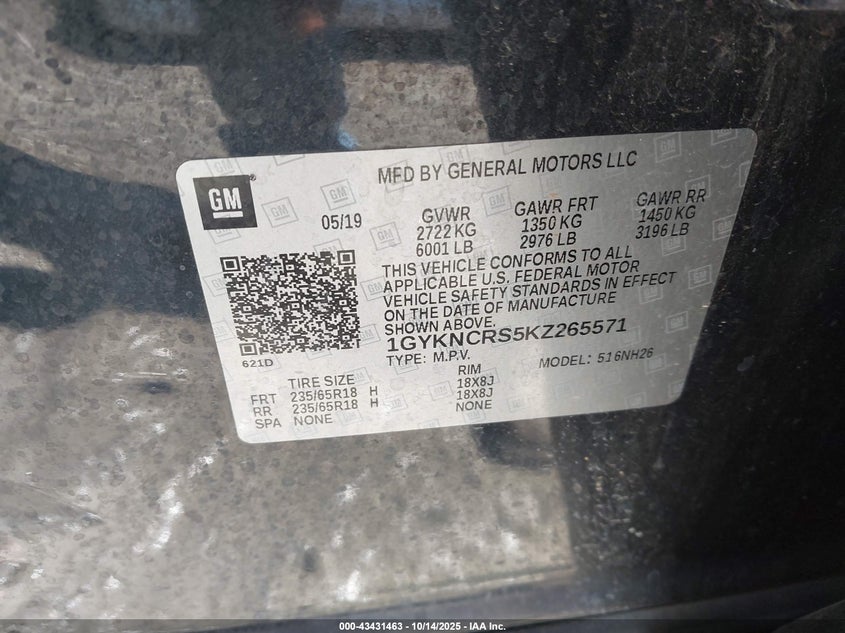 MFD BY GENERAL MOTORS LLC
GM
05/19
GVWR
2722 KG
6001 LB
GAWR FRT
1350 KG
2976 LB
GAWR RR
1450 KG
3196 LB
THIS VEHICLE CONFORMS TO ALL
APPLICABLE U.S. FEDERAL MOTOR
VEHICLE SAFETY STANDARDS IN EFFECT
ON THE DATE OF MANUFACTURE
SHOWN ABOVE.
1GYKNCRS5KZ265571
TYPE: M.P.V.
MODEL: 516NH26
621D
TIRE SIZE
RIM
FRT 235/65R18 H 18X8J
RR 235/65R18 H 18X8J
SPA NONE NONE
000-43431463 - 10/14/2025 - IAA Inc.